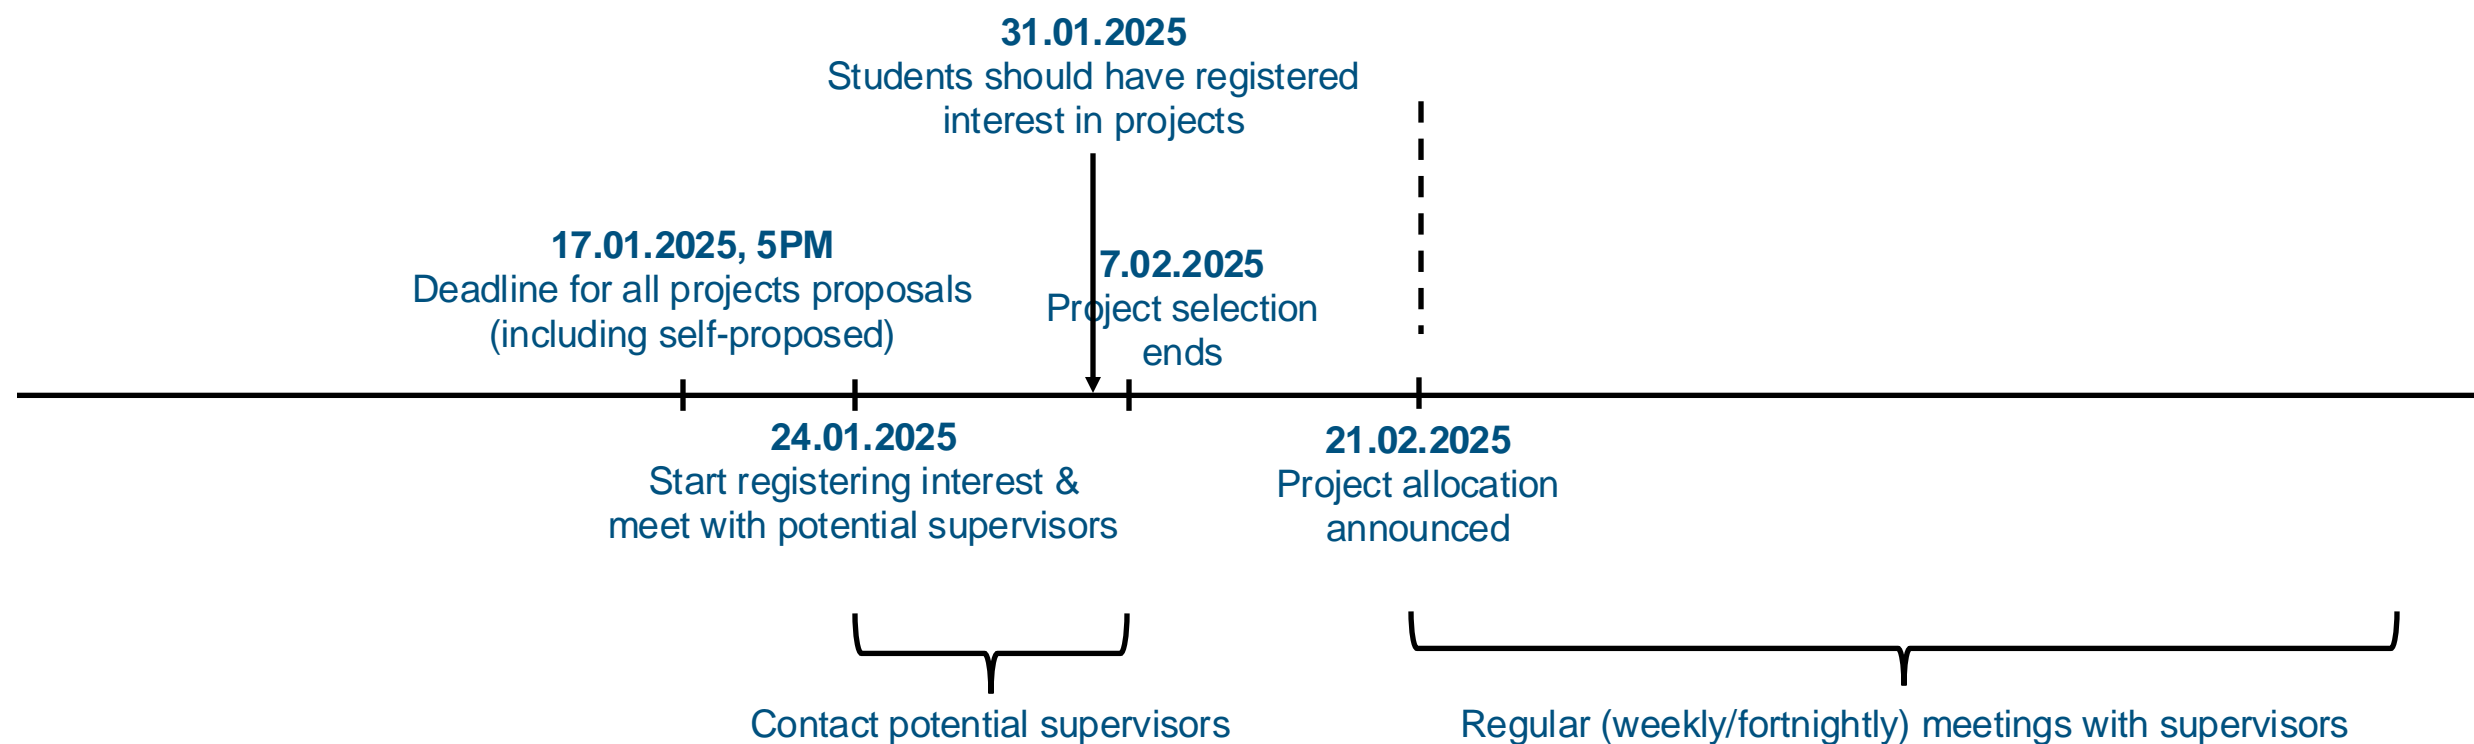 31.01.2025
Students should have registered
interest in projects
17.01.2025, 5PM
Deadline for all projects proposals
(including self-proposed)
7.02.2025
Project selection
ends
24.01.2025
Start registering interest &
meet with potential supervisors
21.02.2025
Project allocation
announced
Contact potential supervisors
Regular (weekly/fortnightly) meetings with supervisors